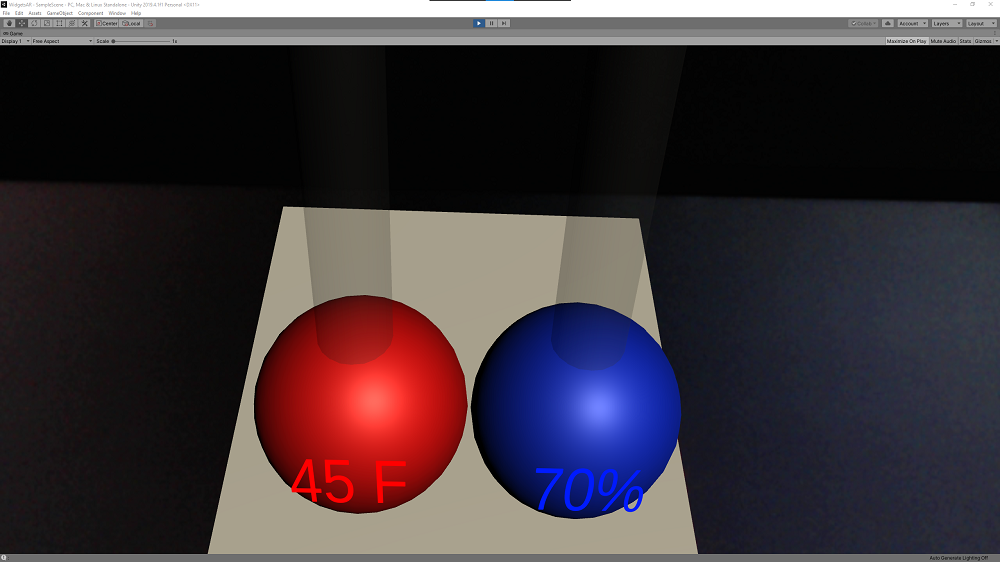 WidgetsAR - SampleScene - PC, Mac & Linux Standalone - Unity 2019.4.1f1 Personal <DX11>
File Edit Assets GameObject Component Window Help
Center Local Collab Account Layers Layout
Game
Display 1 Free Aspect Scale 1x Maximize On Play Mute Audio Stats Gizmos
45 F 70%
Auto Generate Lighting Off